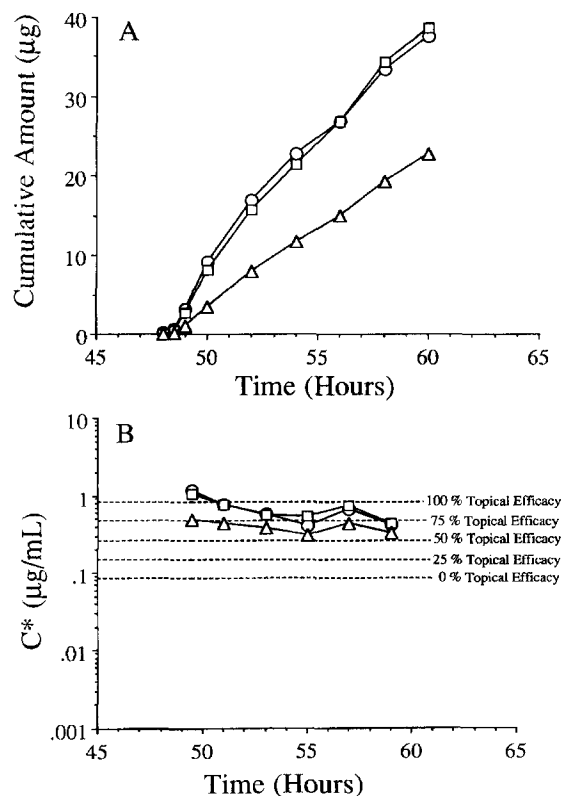 A
Cumulative Amount (µg)
40
30
20
10
0
45 50 55 60 65
Time (Hours)
B
C* (µg/mL)
10
1
.1
.01
.001
100 % Topical Efficacy
75 % Topical Efficacy
50 % Topical Efficacy
25 % Topical Efficacy
0 % Topical Efficacy
45 50 55 60 65
Time (Hours)